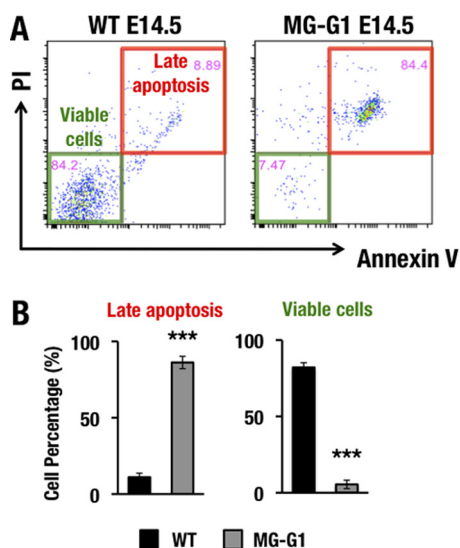 A
WT E14.5
MG-G1 E14.5
PI
8.89
Late
apoptosis
Viable
cells
84.2
84.4
7.47
Annexin V
B
Late apoptosis
Viable cells
Cell Percentage (%)
100
50
0
***
100
50
0
***
WT
MG-G1